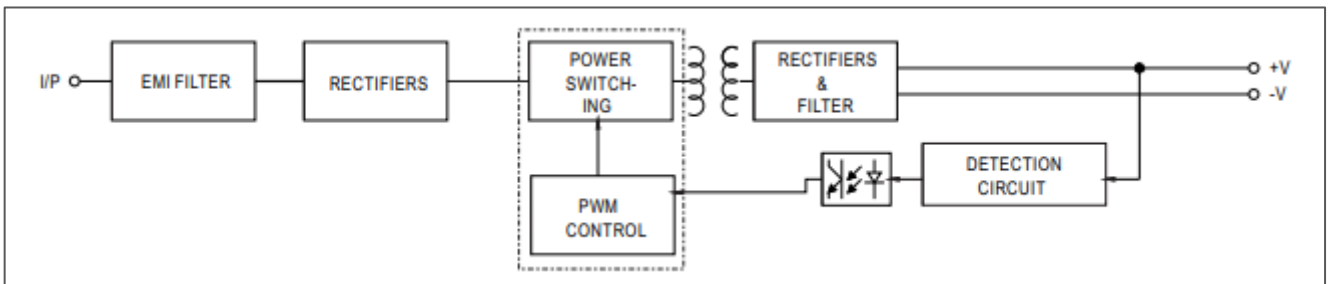 I/P
EMI FILTER
RECTIFIERS
POWER
SWITCH-
ING
RECTIFIERS
&
FILTER
+V
-V
PWM
CONTROL
DETECTION
CIRCUIT